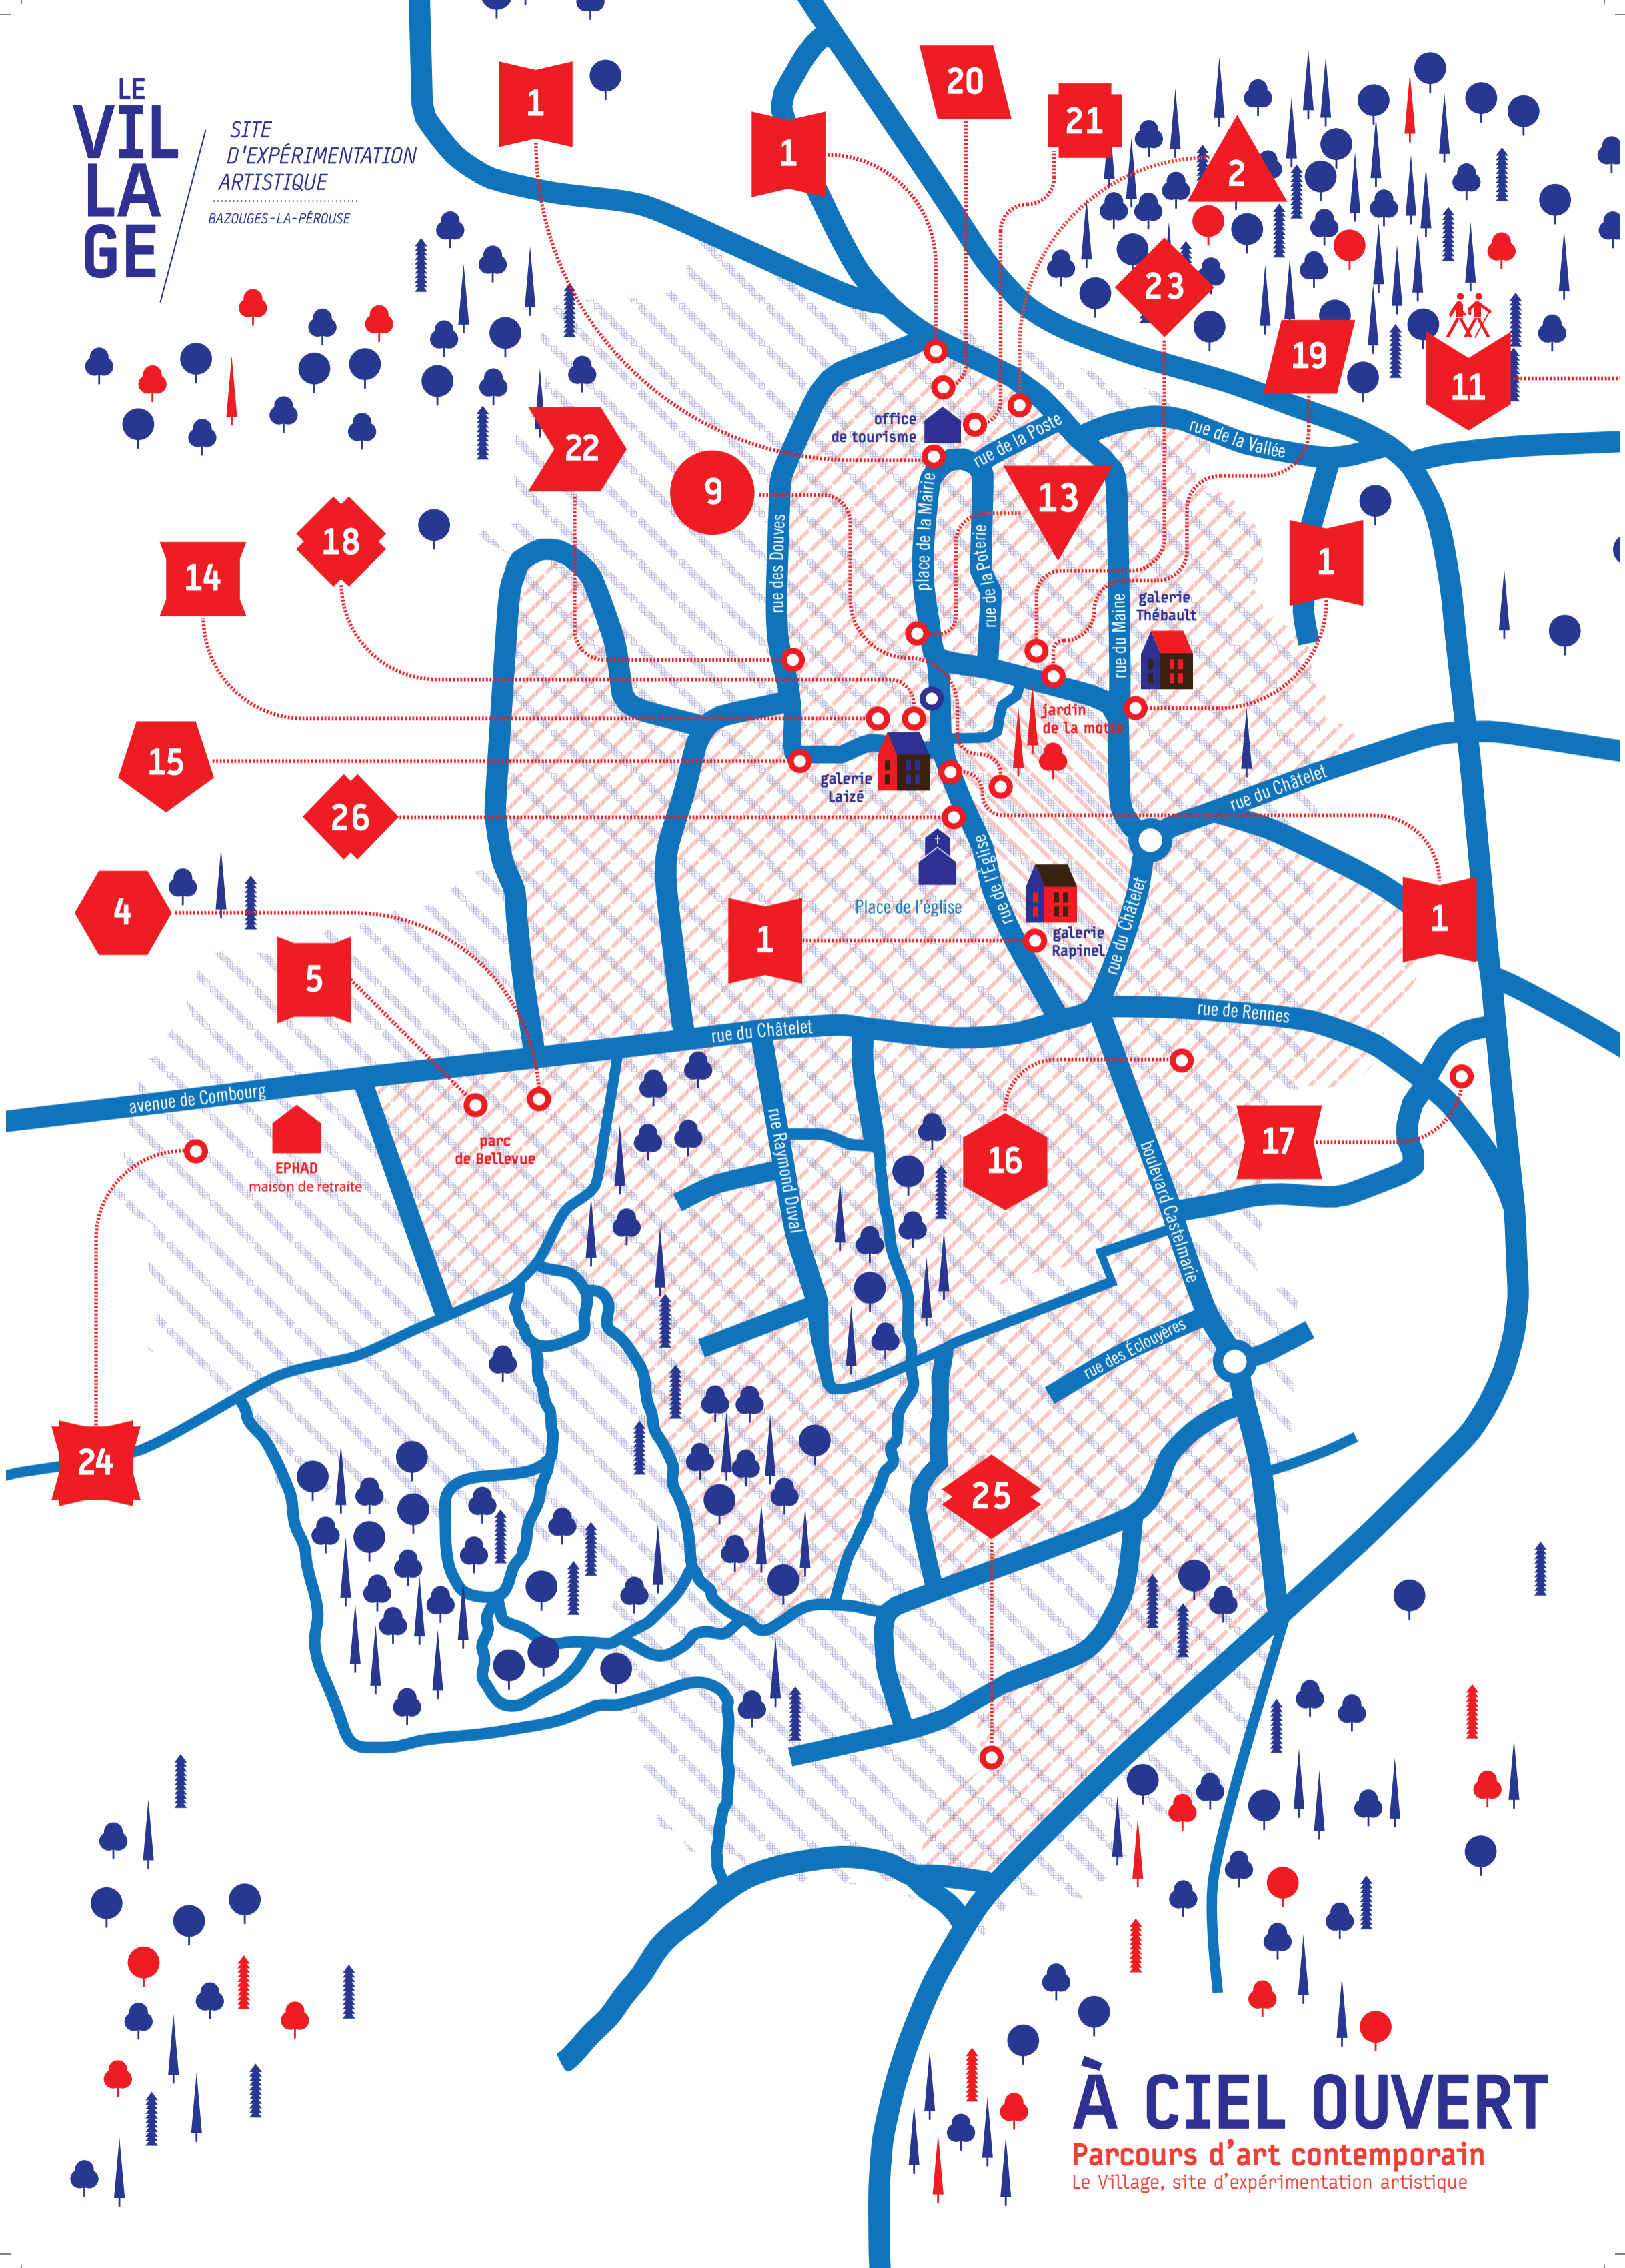 LE
VIL
LA
GE
SITE
D'EXPÉRIMENTATION
ARTISTIQUE
BAZOUGES-LA-PÉROUSE
1
1
20
21
2
23
19
11
22
9
13
18
14
1
15
26
4
5
1
1
16
17
24
25
office
de tourisme
rue de la Poste
rue de la Vallée
rue des Douves
place de la Mairie
rue de la Poterie
rue du Maine
galerie
Thébault
jardin
de la motte
galerie
Laizé
rue du Châtelet
rue de l'Église
Place de l'église
galerie
Rapinel
rue du Châtelet
rue du Châtelet
rue de Rennes
avenue de Combourg
EPHAD
maison de retraite
parc
de Bellevue
rue Raymond Duval
boulevard Castelmarie
rue des Éclouyères
À CIEL OUVERT
Parcours d'art contemporain
Le Village, site d'expérimentation artistique